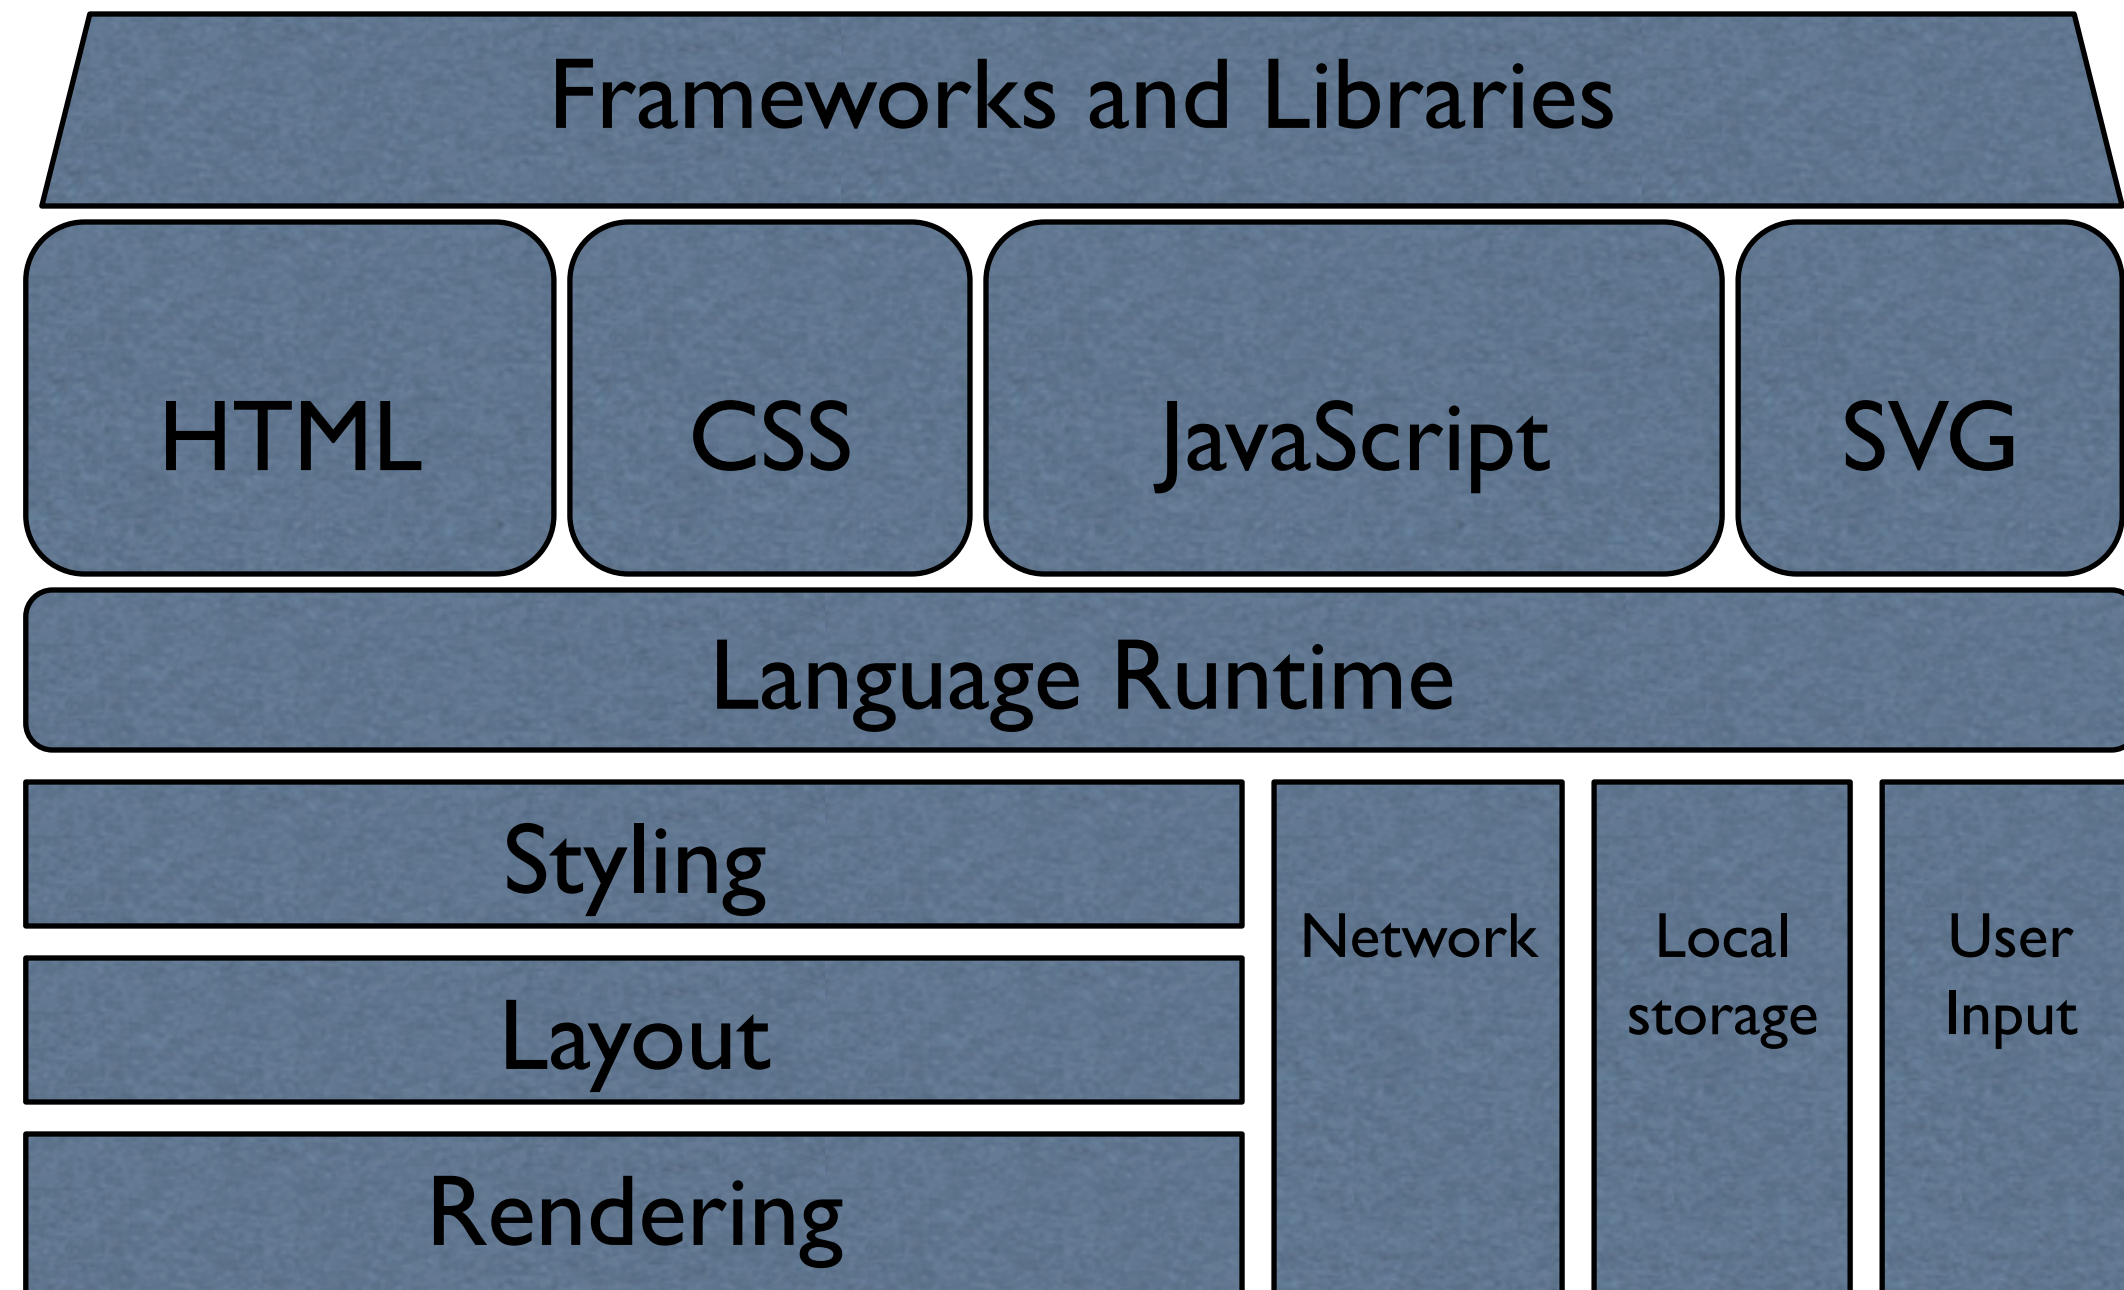 Frameworks and Libraries
HTML
CSS
JavaScript
SVG
Language Runtime
Styling
Layout
Rendering
Network
Local
storage
User
Input